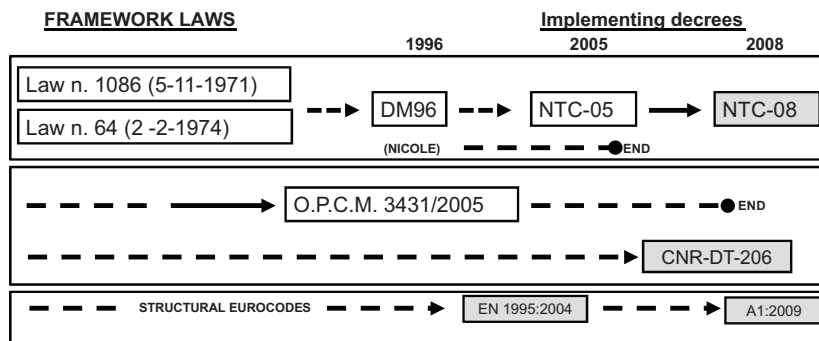 FRAMEWORK LAWS Implementing decrees
1996 2005 2008
Law n. 1086 (5-11-1971)
Law n. 64 (2 -2-1974)
DM96 NTC-05 NTC-08
(NICOLE) END
O.P.C.M. 3431/2005 END
CNR-DT-206
STRUCTURAL EUROCODES EN 1995:2004 A1:2009